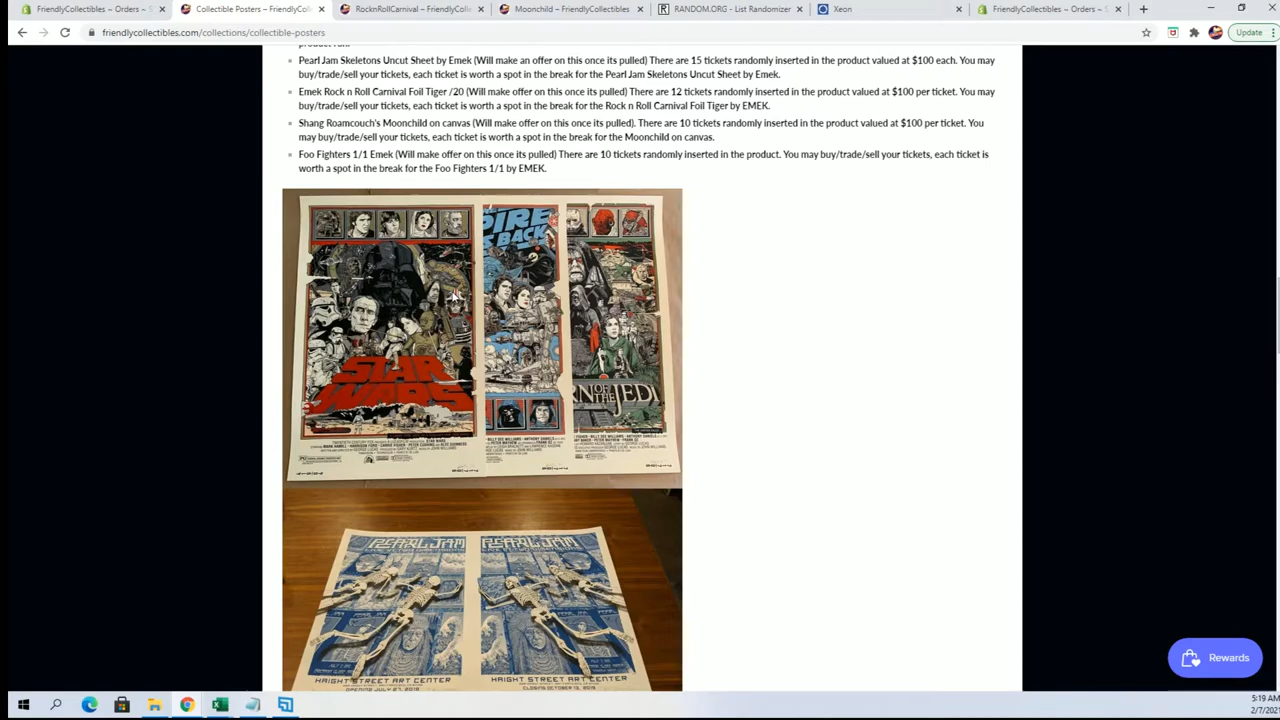 FriendlyCollectibles ~ Orders ~ S
Collectible Posters – FriendlyColl
RocknRollCarnival – FriendlyColle
Moonchild – FriendlyCollectibles
RANDOM.ORG - List Randomizer
Xeon
FriendlyCollectibles ~ Orders ~ S
friendlycollectibles.com/collections/collectible-posters
Update
Pearl Jam Skeletons Uncut Sheet by Emek (Will make an offer on this once its pulled) There are 15 tickets randomly inserted in the product valued at $100 each. You may
buy/trade/sell your tickets, each ticket is worth a spot in the break for the Pearl Jam Skeletons Uncut Sheet by Emek.
Emek Rock n Roll Carnival Foil Tiger /20 (Will make offer on this once its pulled) There are 12 tickets randomly inserted in the product valued at $100 per ticket. You may
buy/trade/sell your tickets, each ticket is worth a spot in the break for the Rock n Roll Carnival Foil Tiger by EMEK.
Shang Roamcouch's Moonchild on canvas (Will make offer on this once its pulled). There are 10 tickets randomly inserted in the product valued at $100 per ticket. You
may buy/trade/sell your tickets, each ticket is worth a spot in the break for the Moonchild on canvas.
Foo Fighters 1/1 Emek (Will make offer on this once its pulled) There are 10 tickets randomly inserted in the product. You may buy/trade/sell your tickets, each ticket is
worth a spot in the break for the Foo Fighters 1/1 by EMEK.
PIRE
S BACK
STAR
WARS
RN OF THE JEDI
PEARL JAM
PEARL JAM
HAIGHT STREET ART CENTER
HAIGHT STREET ART CENTER
Rewards
5:19 AM
2/7/202